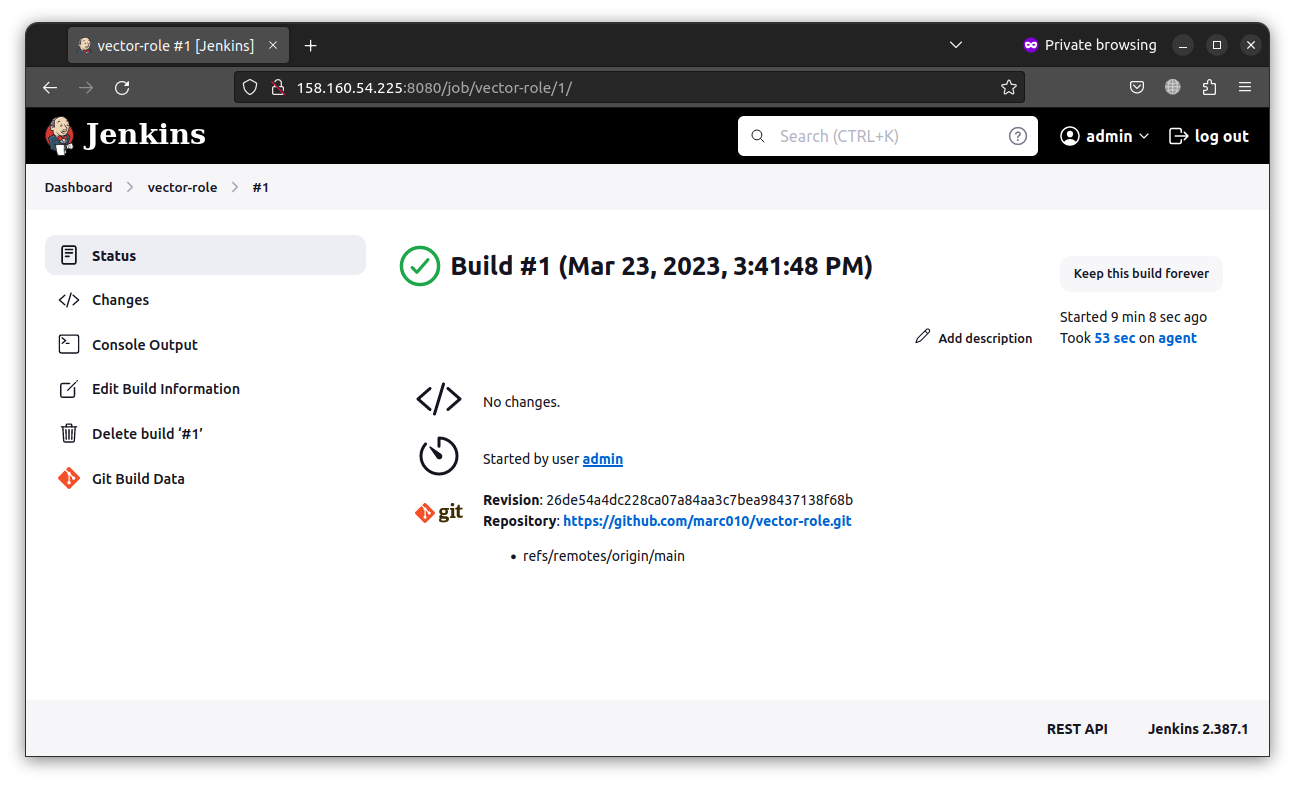 vector-role #1 [Jenkins]
Private browsing
158.160.54.225:8080/job/vector-role/1/
Jenkins
Search (CTRL+K)
?
admin
log out
Dashboard
vector-role
#1
Status
Changes
Console Output
Edit Build Information
Delete build ‘#1’
Git Build Data
Build #1 (Mar 23, 2023, 3:41:48 PM)
Keep this build forever
Started 9 min 8 sec ago
Took 53 sec on agent
Add description
No changes.
Started by user admin
git
Revision: 26de54a4dc228ca07a84aa3c7bea98437138f68b
Repository: https://github.com/marc010/vector-role.git
• refs/remotes/origin/main
REST API
Jenkins 2.387.1